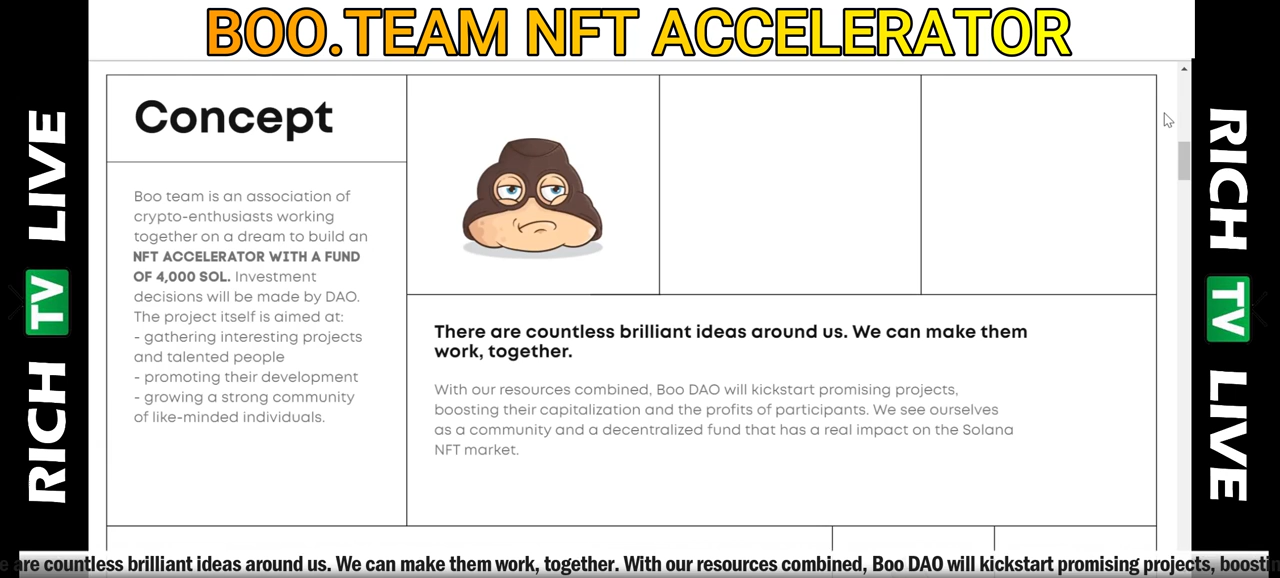 BOO.TEAM NFT ACCELERATOR
RICH TV LIVE
Concept
Boo team is an association of
crypto-enthusiasts working
together on a dream to build an
NFT ACCELERATOR WITH A FUND
OF 4,000 SOL. Investment
decisions will be made by DAO.
The project itself is aimed at:
- gathering interesting projects
and talented people
- promoting their development
- growing a strong community
of like-minded individuals.
There are countless brilliant ideas around us. We can make them
work, together.
With our resources combined, Boo DAO will kickstart promising projects,
boosting their capitalization and the profits of participants. We see ourselves
as a community and a decentralized fund that has a real impact on the Solana
NFT market.
RICH TV LIVE
e are countless brilliant ideas around us. We can make them work, together. With our resources combined, Boo DAO will kickstart promising projects, boosti